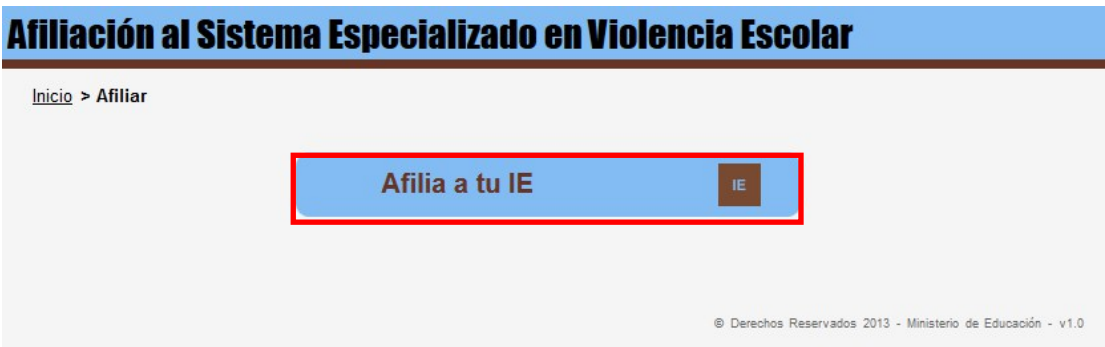 Afiliación al Sistema Especializado en Violencia Escolar
Inicio > Afiliar
Afilia a tu IE IE
© Derechos Reservados 2013 - Ministerio de Educación - v1.0